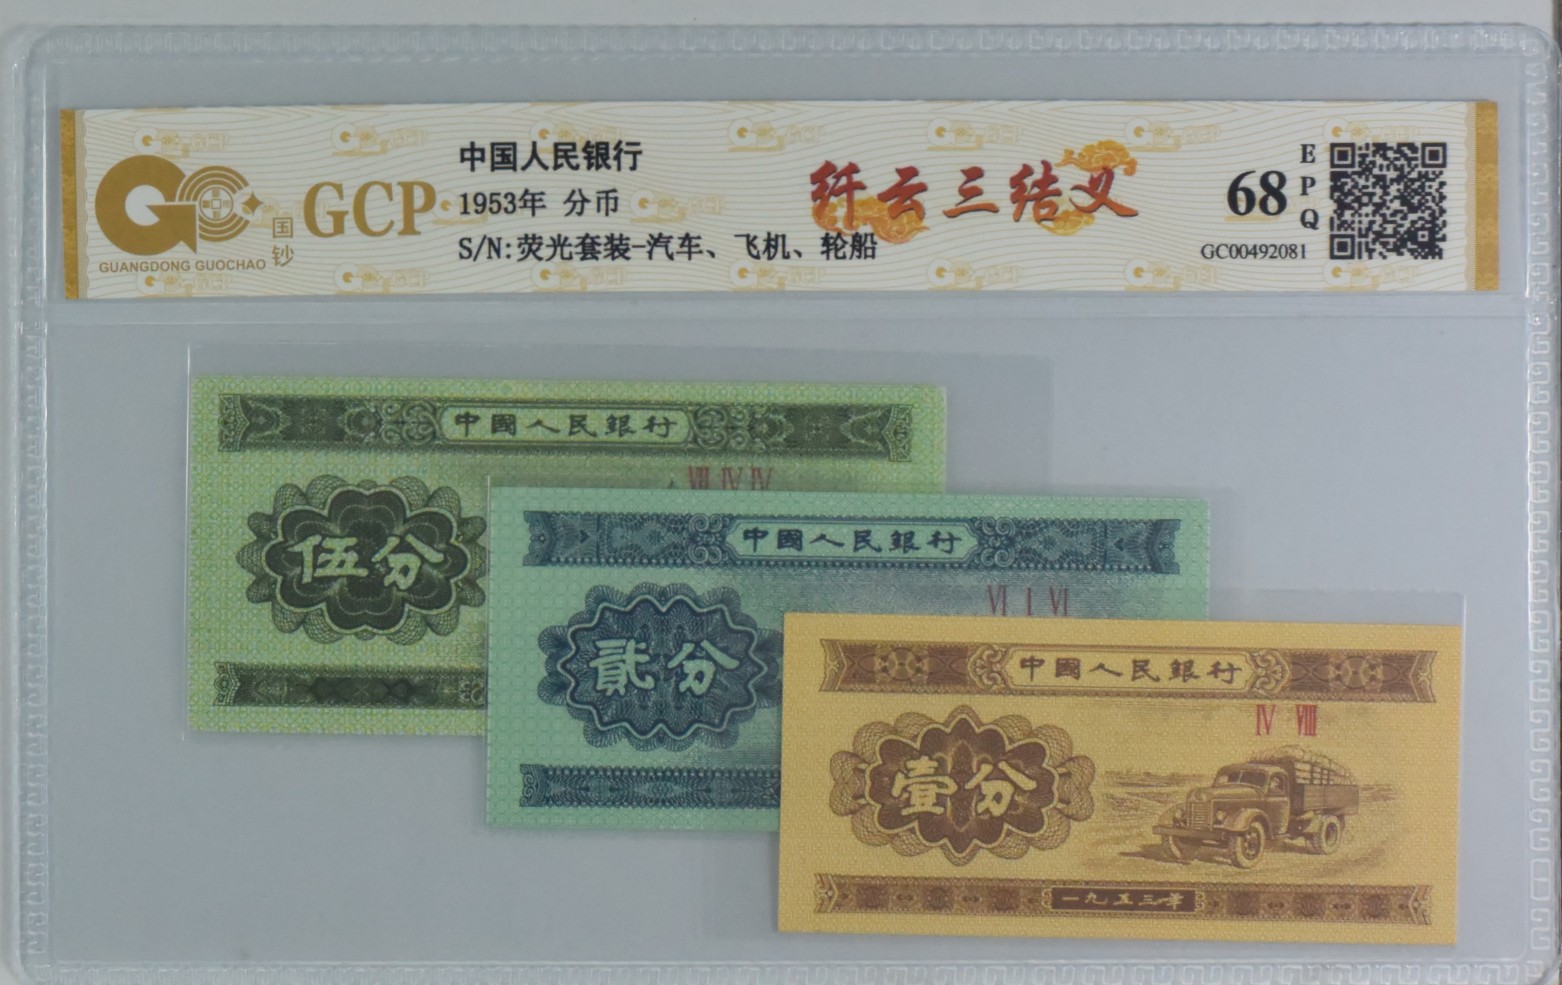 中国人民银行
1953年 分币
S/N:荧光套装-汽车、飞机、轮船
GUANGDONG GUOCHAO
国钞
GCP
纤云三结义
68
EPQ
GC00492081
中國人民銀行
VIII IV IV
伍分
中國人民銀行
VI I VI
貳分
中國人民銀行
IV VIII
壹分
一九五三年